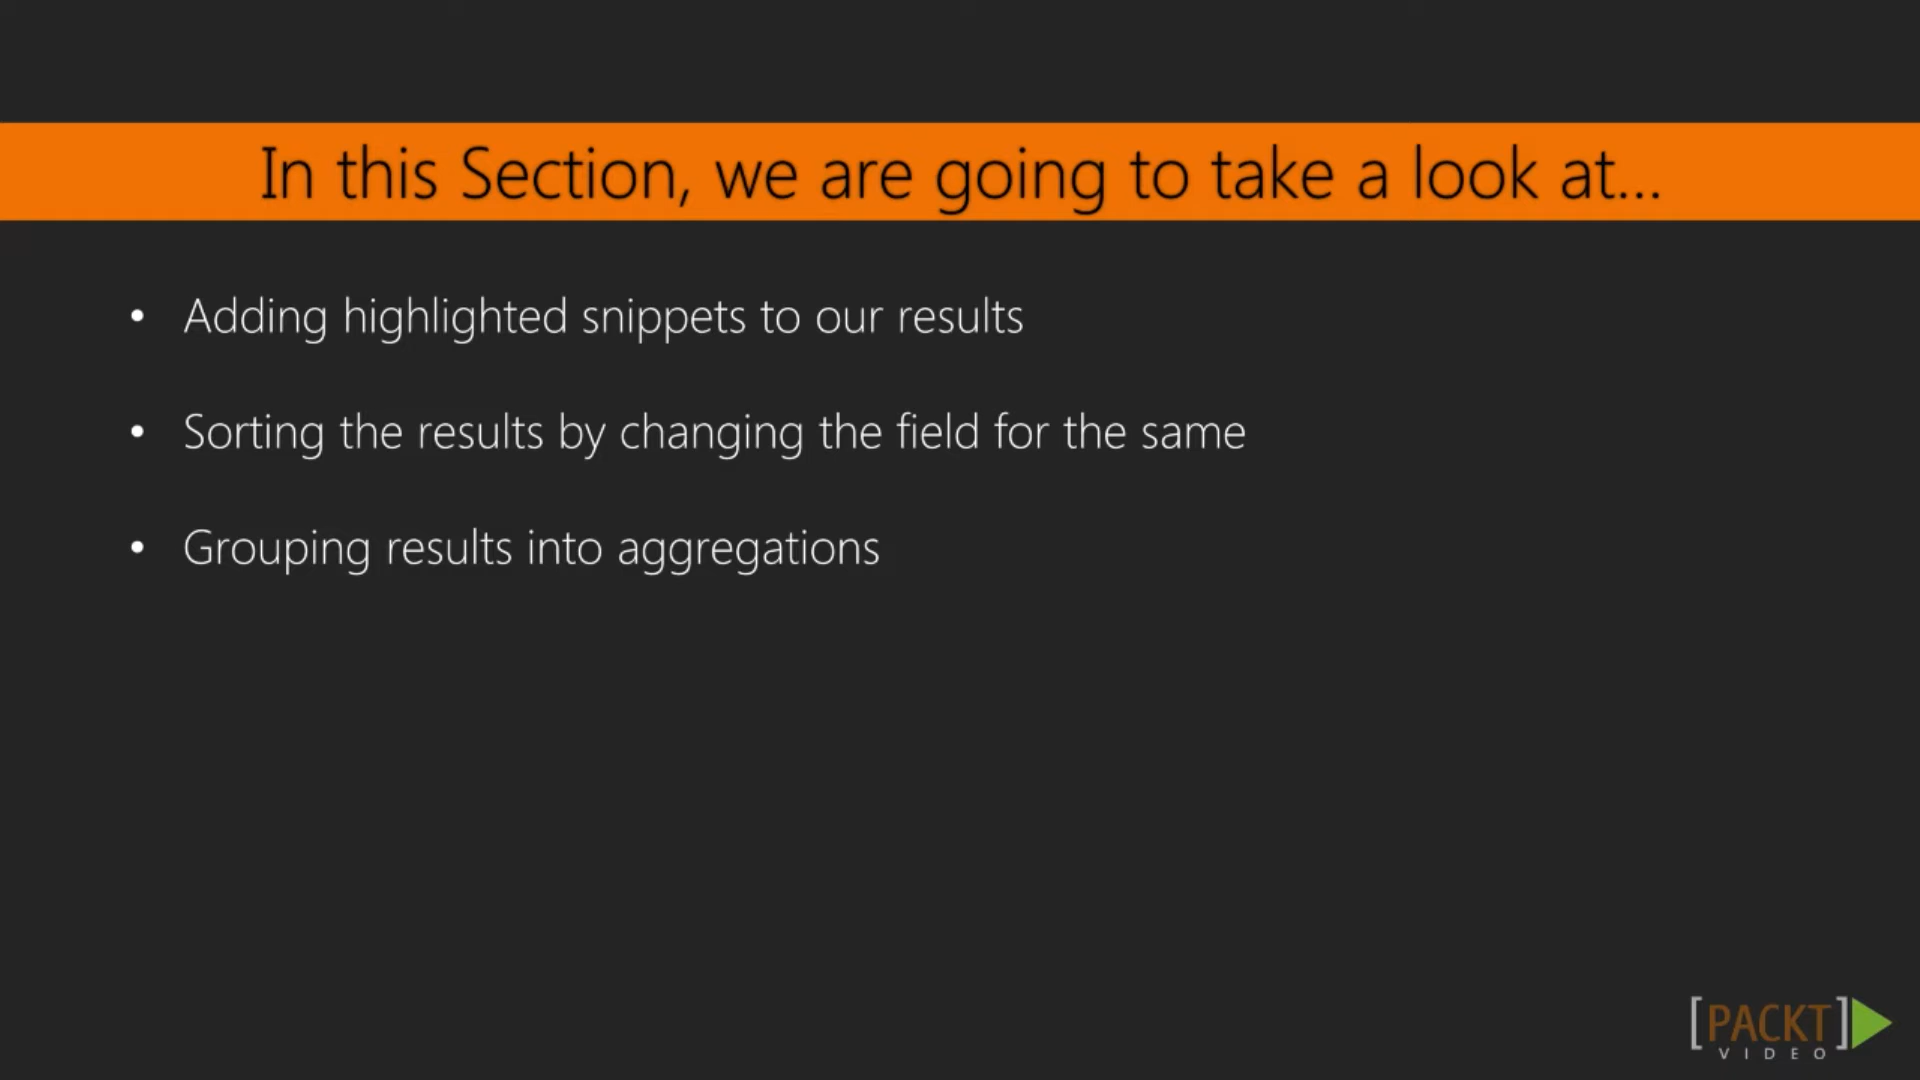 In this Section, we are going to take a look at...
• Adding highlighted snippets to our results
• Sorting the results by changing the field for the same
• Grouping results into aggregations
[PACKT]
VIDEO